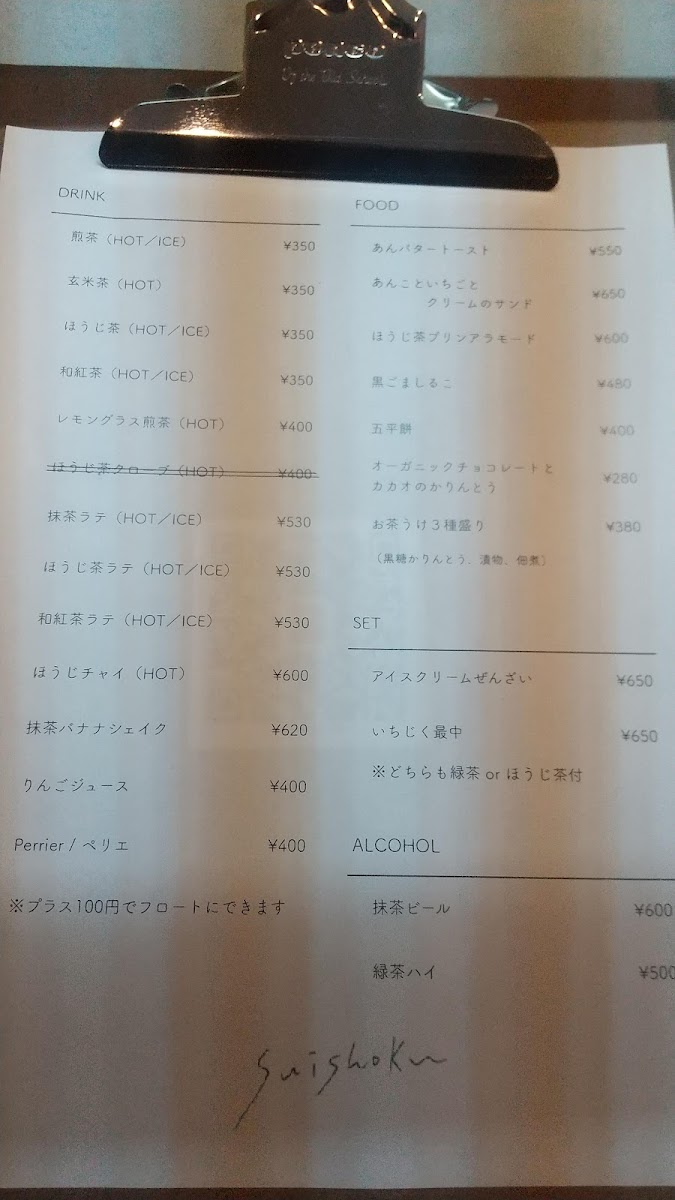 penco
DRINK
煎茶（HOT／ICE） ¥350
玄米茶（HOT） ¥350
ほうじ茶（HOT／ICE） ¥350
和紅茶（HOT／ICE） ¥350
レモングラス煎茶（HOT） ¥400
ほうじ茶クローブ（HOT） ¥400
抹茶ラテ（HOT／ICE） ¥530
ほうじ茶ラテ（HOT／ICE） ¥530
和紅茶ラテ（HOT／ICE） ¥530
ほうじチャイ（HOT） ¥600
抹茶バナナシェイク ¥620
りんごジュース ¥400
Perrier / ペリエ ¥400
※プラス100円でフロートにできます
FOOD
あんバタートースト ¥550
あんこといちごと
クリームのサンド ¥650
ほうじ茶プリンアラモード ¥600
黒ごましるこ ¥480
五平餅 ¥400
オーガニックチョコレートと
カカオのかりんとう ¥280
お茶うけ３種盛り ¥380
（黒糖かりんとう、漬物、佃煮）
SET
アイスクリームぜんざい ¥650
いちじく最中 ¥650
※どちらも緑茶 or ほうじ茶付
ALCOHOL
抹茶ビール ¥600
緑茶ハイ ¥500
suishoku